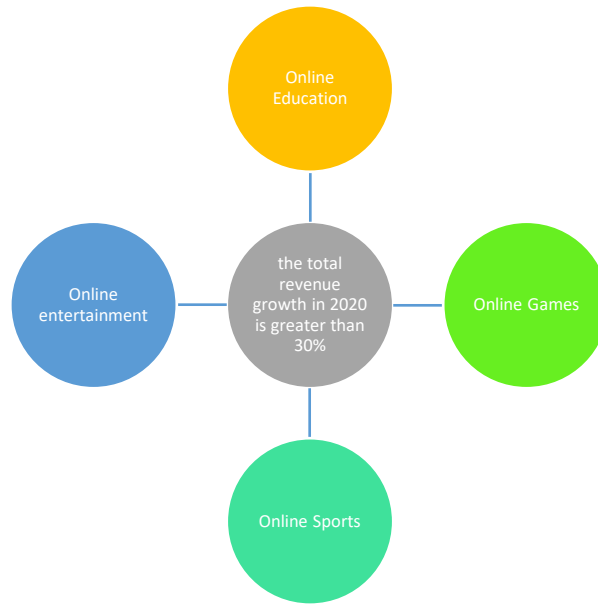 Online
Education
Online
entertainment
the total
revenue
growth in 2020
is greater than
30%
Online Games
Online Sports